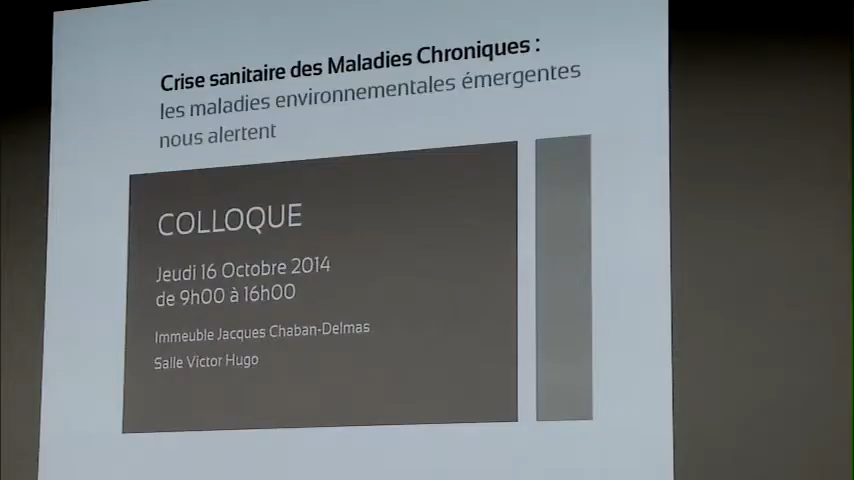 Crise sanitaire des Maladies Chroniques :
les maladies environnementales émergentes
nous alertent
COLLOQUE
Jeudi 16 Octobre 2014
de 9h00 à 16h00
Immeuble Jacques Chaban-Delmas
Salle Victor Hugo